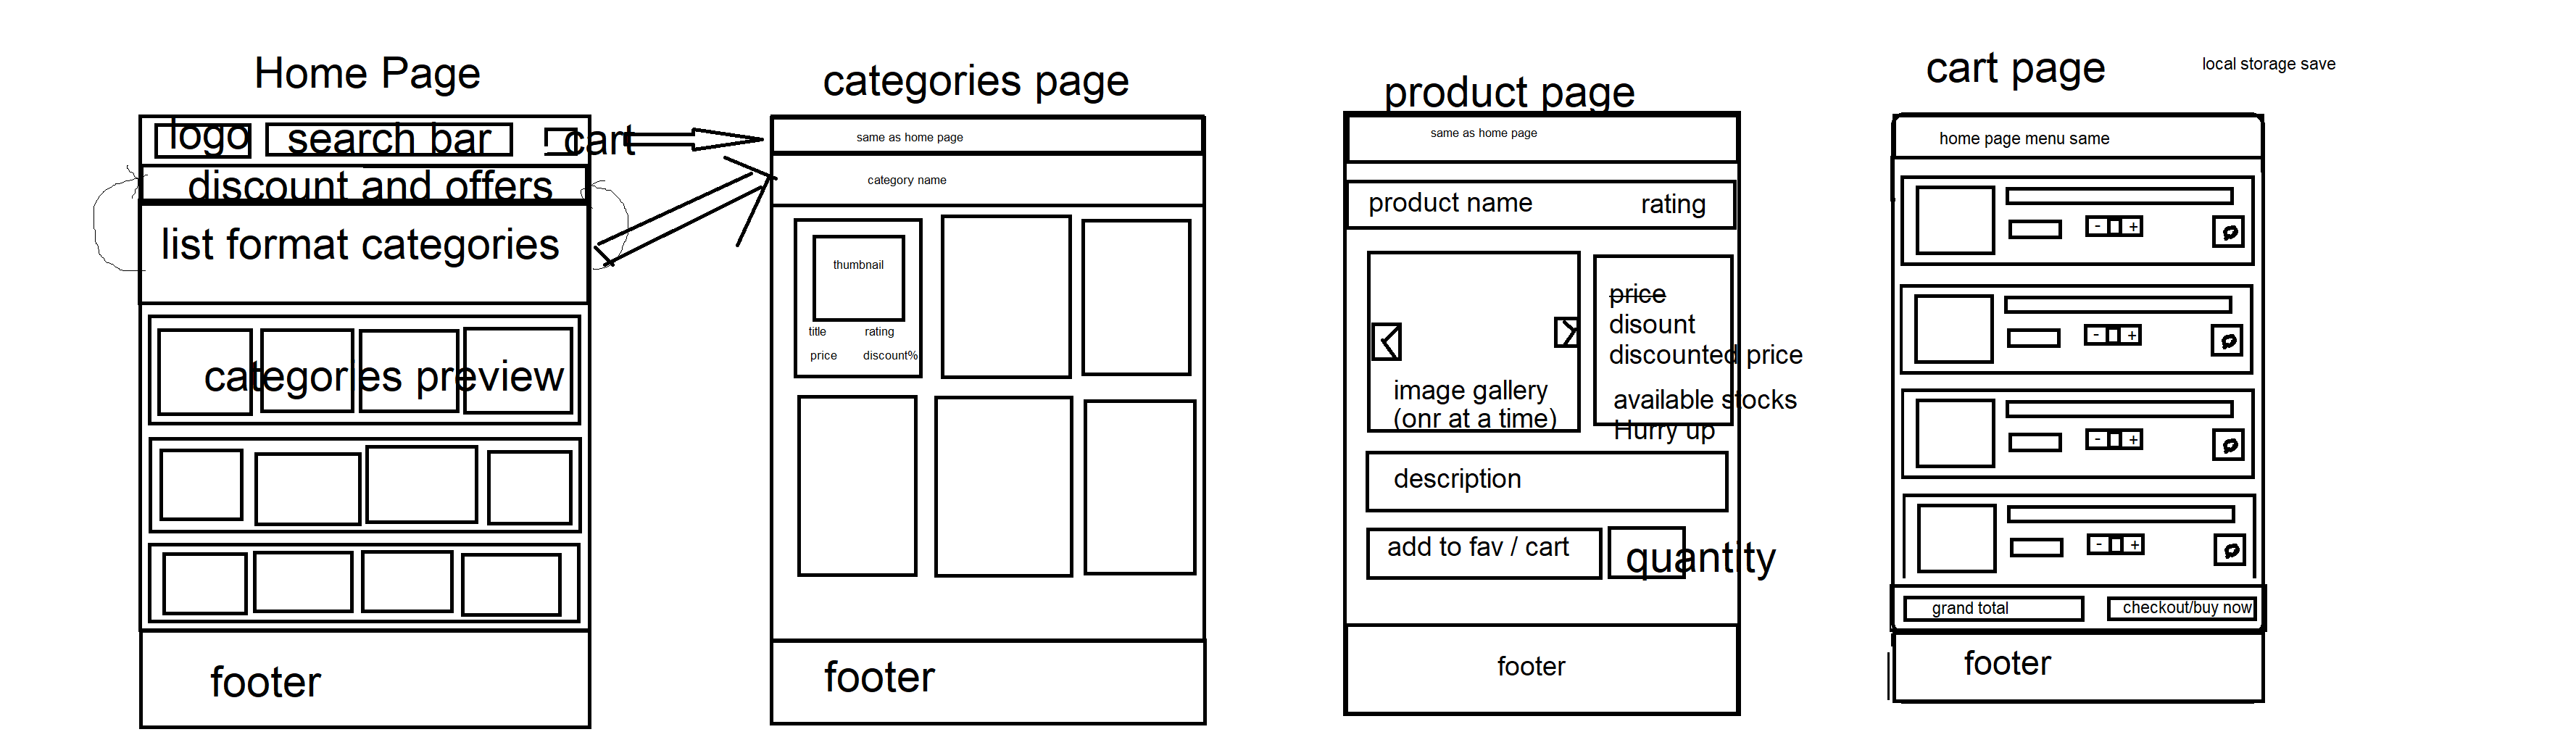 Home Page
logo
search bar
cart
discount and offers
list format categories
categories preview
footer
categories page
same as home page
category name
thumbnail
title
rating
price
discount%
footer
product page
same as home page
product name
rating
price
disount
discounted price
available stocks
Hurry up
image gallery
(onr at a time)
description
add to fav / cart
quantity
footer
cart page
local storage save
home page menu same
- +
- +
- +
- +
grand total
checkout/buy now
footer